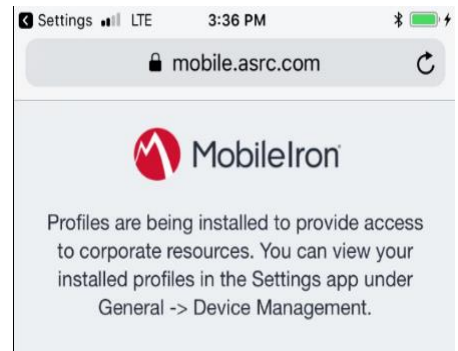 Settings LTE 3:36 PM
mobile.asrc.com
MobileIron
Profiles are being installed to provide access
to corporate resources. You can view your
installed profiles in the Settings app under
General -> Device Management.